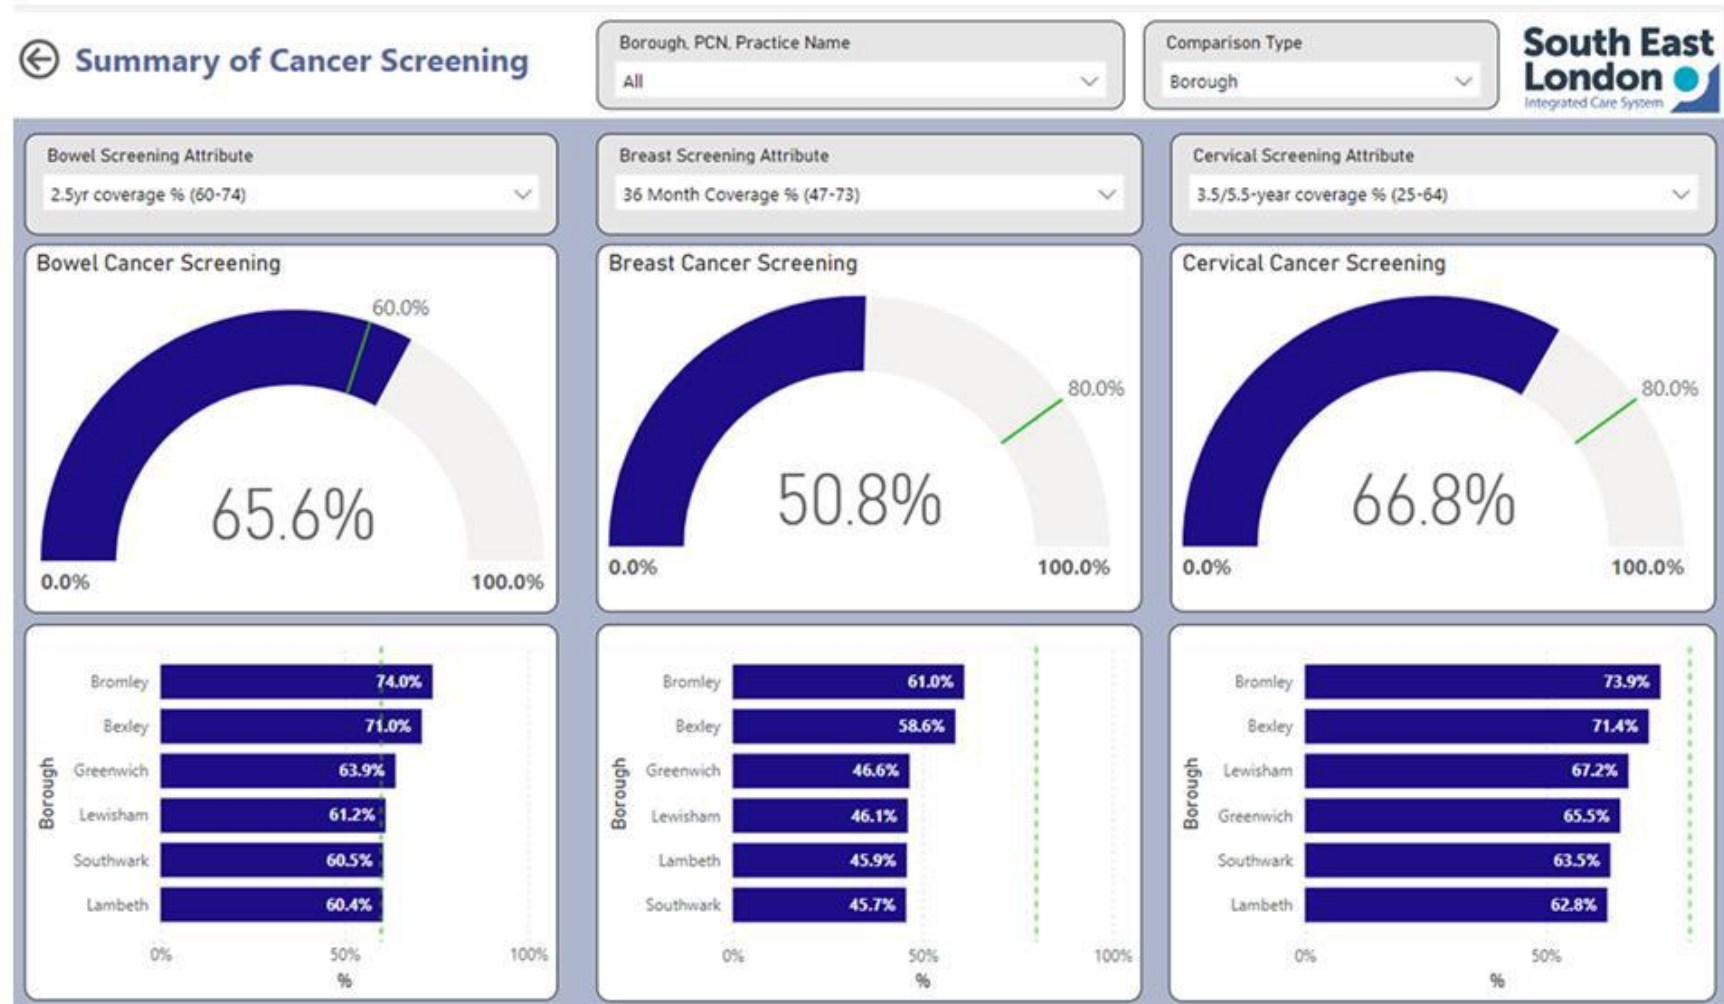 Summary of Cancer Screening
Borough, PCN, Practice Name
All
Comparison Type
Borough
South East
London
Integrated Care System
Bowel Screening Attribute
2.5yr coverage % (60-74)
Breast Screening Attribute
36 Month Coverage % (47-73)
Cervical Screening Attribute
3.5/5.5-year coverage % (25-64)
Bowel Cancer Screening
60.0%
65.6%
0.0%
100.0%
Breast Cancer Screening
80.0%
50.8%
0.0%
100.0%
Cervical Cancer Screening
80.0%
66.8%
0.0%
100.0%
Borough
Bromley 74.0%
Bexley 71.0%
Greenwich 63.9%
Lewisham 61.2%
Southwark 60.5%
Lambeth 60.4%
0% 50% 100%
%
Borough
Bromley 61.0%
Bexley 58.6%
Greenwich 46.6%
Lewisham 46.1%
Lambeth 45.9%
Southwark 45.7%
0% 50% 100%
%
Borough
Bromley 73.9%
Bexley 71.4%
Lewisham 67.2%
Greenwich 65.5%
Southwark 63.5%
Lambeth 62.8%
0% 50%
%